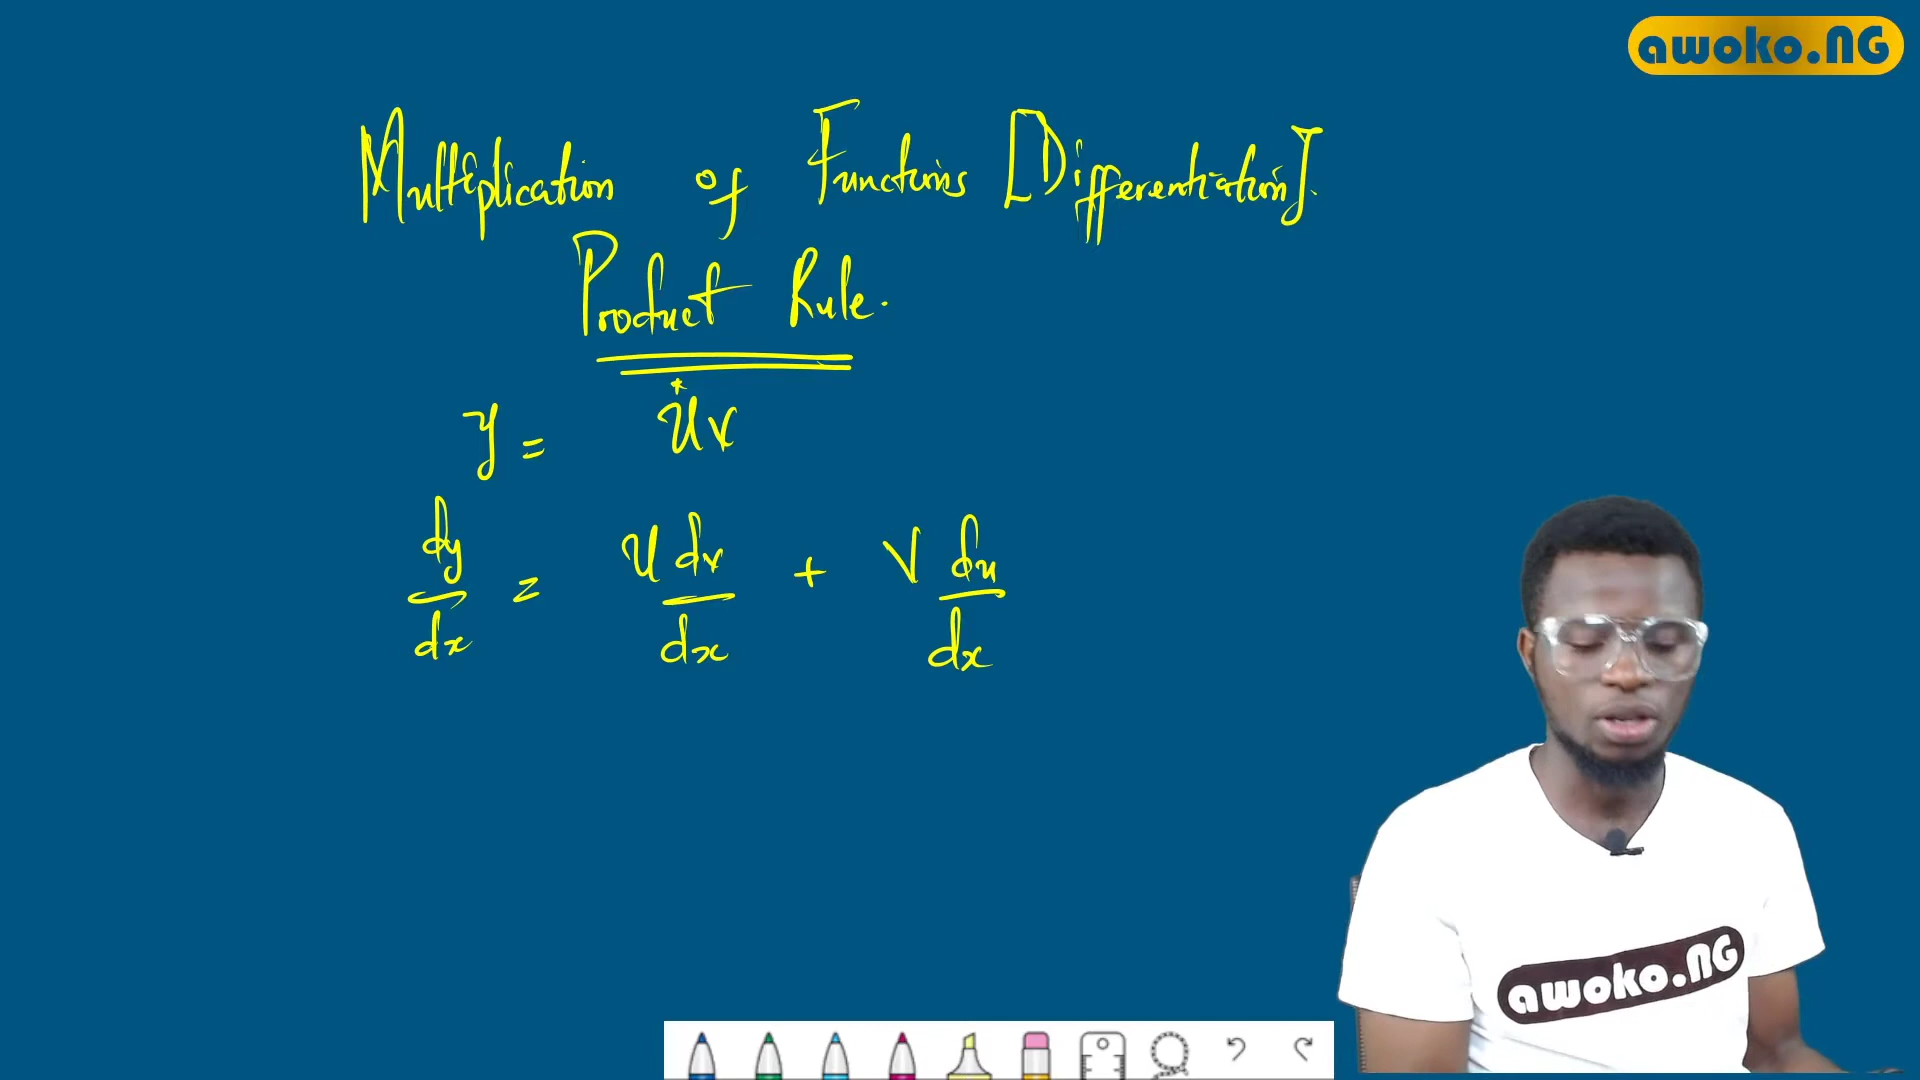 awoko.NG
Multiplication of Functions [Differentiation].
Product Rule.
y = uv
dy/dx = u dv/dx + v du/dx
awoko.NG